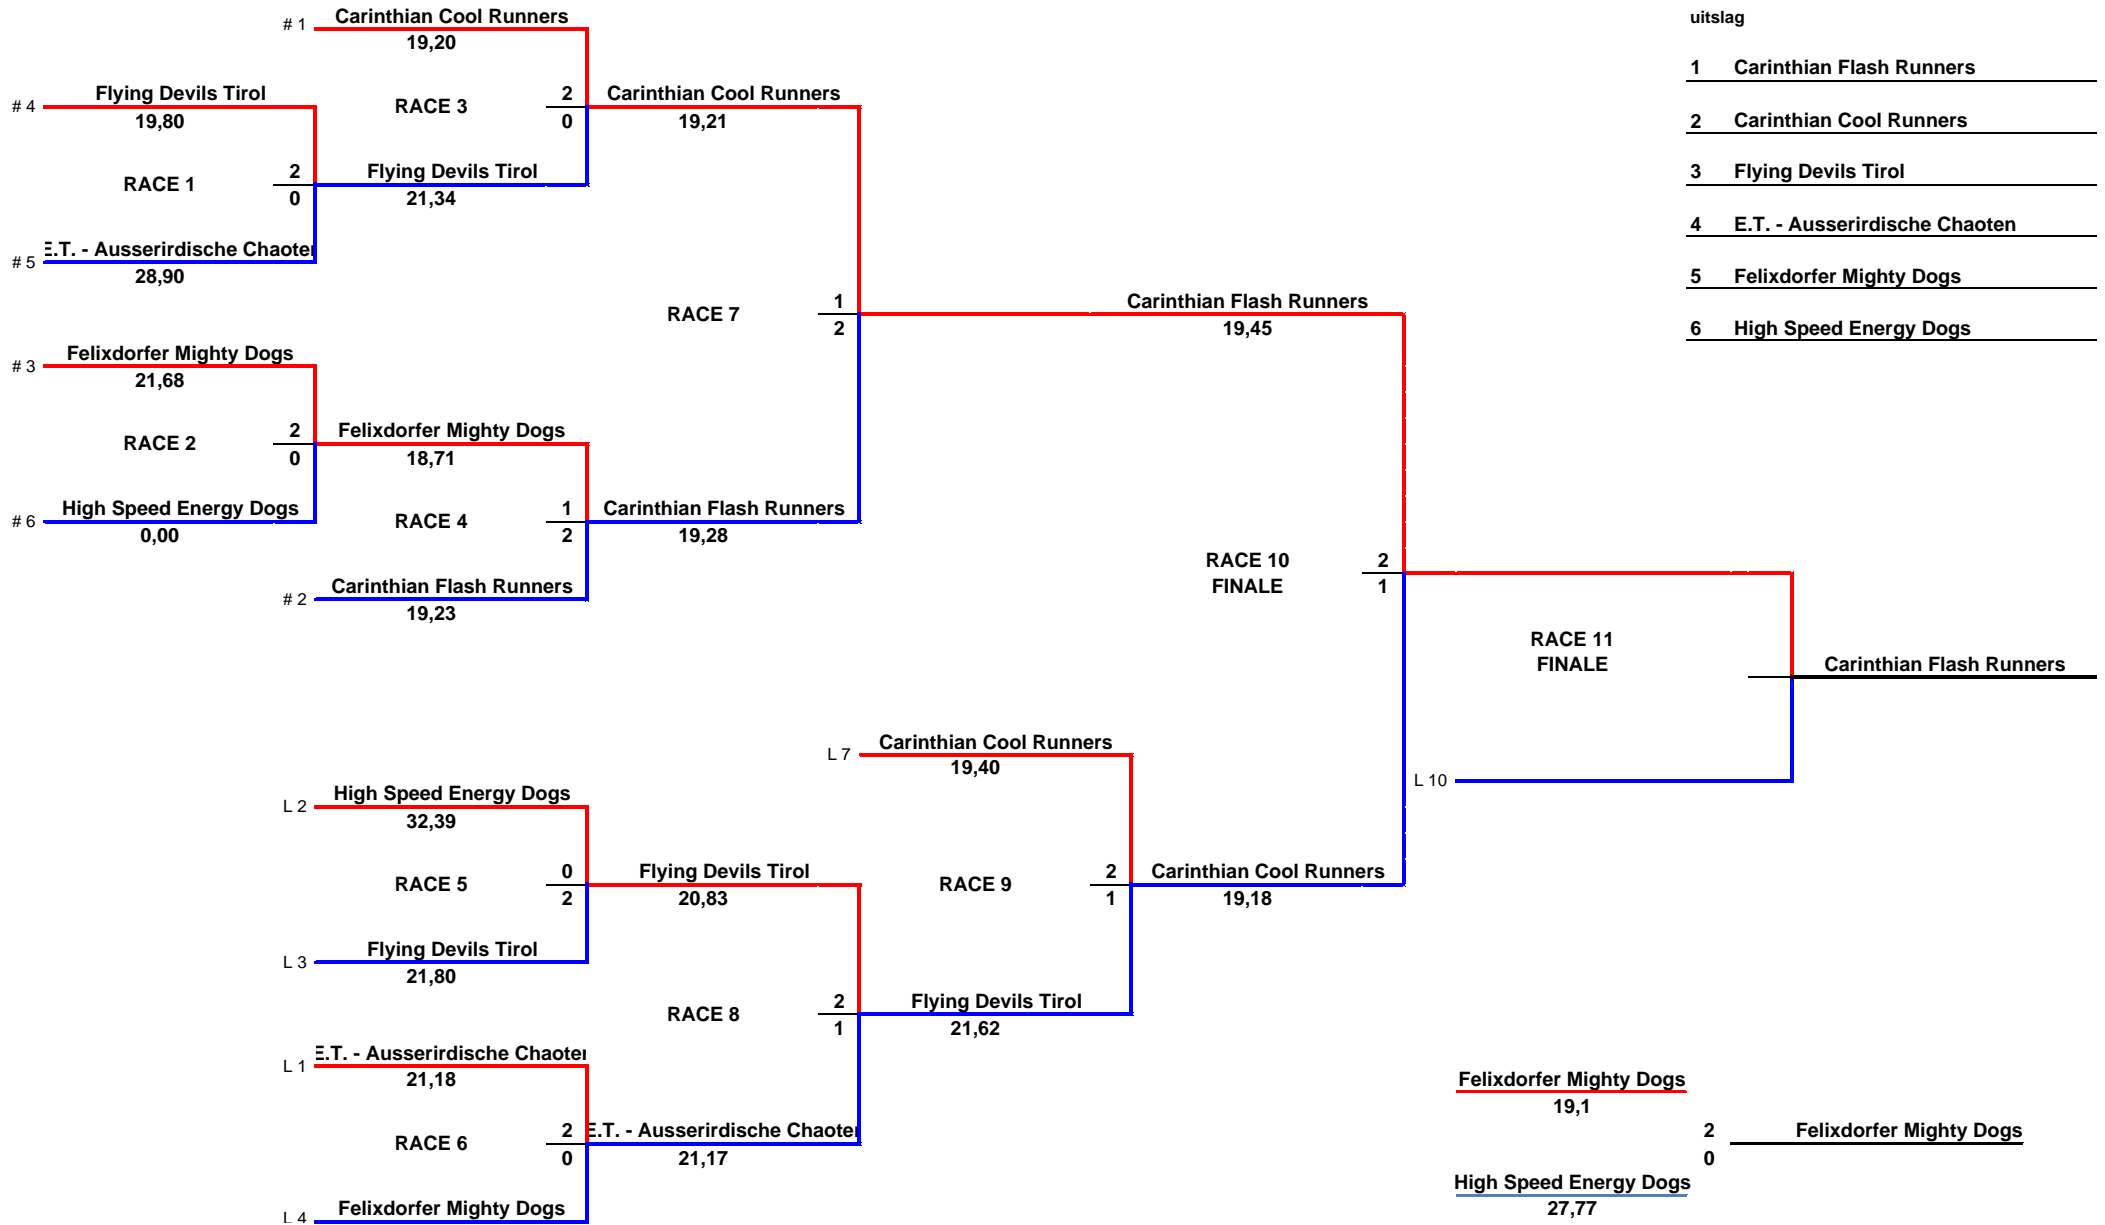 # 1 Carinthian Cool Runners
19,20
# 4 Flying Devils Tirol
19,80
RACE 3
2
0
Carinthian Cool Runners
19,21
RACE 1
2
0
Flying Devils Tirol
21,34
# 5 E.T. - Ausserirdische Chaoten
28,90
RACE 7
1
2
Carinthian Flash Runners
19,45
# 3 Felixdorfer Mighty Dogs
21,68
RACE 2
2
0
Felixdorfer Mighty Dogs
18,71
# 6 High Speed Energy Dogs
0,00
RACE 4
1
2
Carinthian Flash Runners
19,28
# 2 Carinthian Flash Runners
19,23
RACE 10
FINALE
2
1
RACE 11
FINALE
Carinthian Flash Runners
L 10
L 7 Carinthian Cool Runners
19,40
L 2 High Speed Energy Dogs
32,39
RACE 5
0
2
Flying Devils Tirol
20,83
RACE 9
2
1
Carinthian Cool Runners
19,18
L 3 Flying Devils Tirol
21,80
RACE 8
2
1
Flying Devils Tirol
21,62
L 1 E.T. - Ausserirdische Chaoten
21,18
RACE 6
2
0
E.T. - Ausserirdische Chaoten
21,17
L 4 Felixdorfer Mighty Dogs
uitslag
1 Carinthian Flash Runners
2 Carinthian Cool Runners
3 Flying Devils Tirol
4 E.T. - Ausserirdische Chaoten
5 Felixdorfer Mighty Dogs
6 High Speed Energy Dogs
Felixdorfer Mighty Dogs
19,1
2
0
Felixdorfer Mighty Dogs
High Speed Energy Dogs
27,77